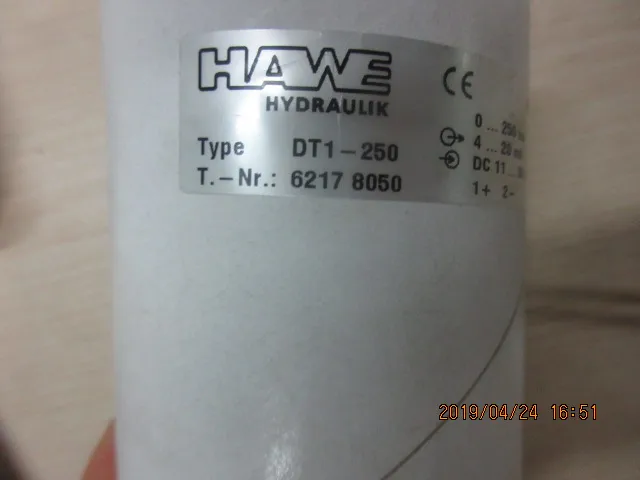 HAWE
HYDRAULIK
Type DT1-250
T.-Nr.: 6217 8050
CE
0 ... 250
4 ... 20
DC 11 ...
1+ 2-
2019/04/24 16:51